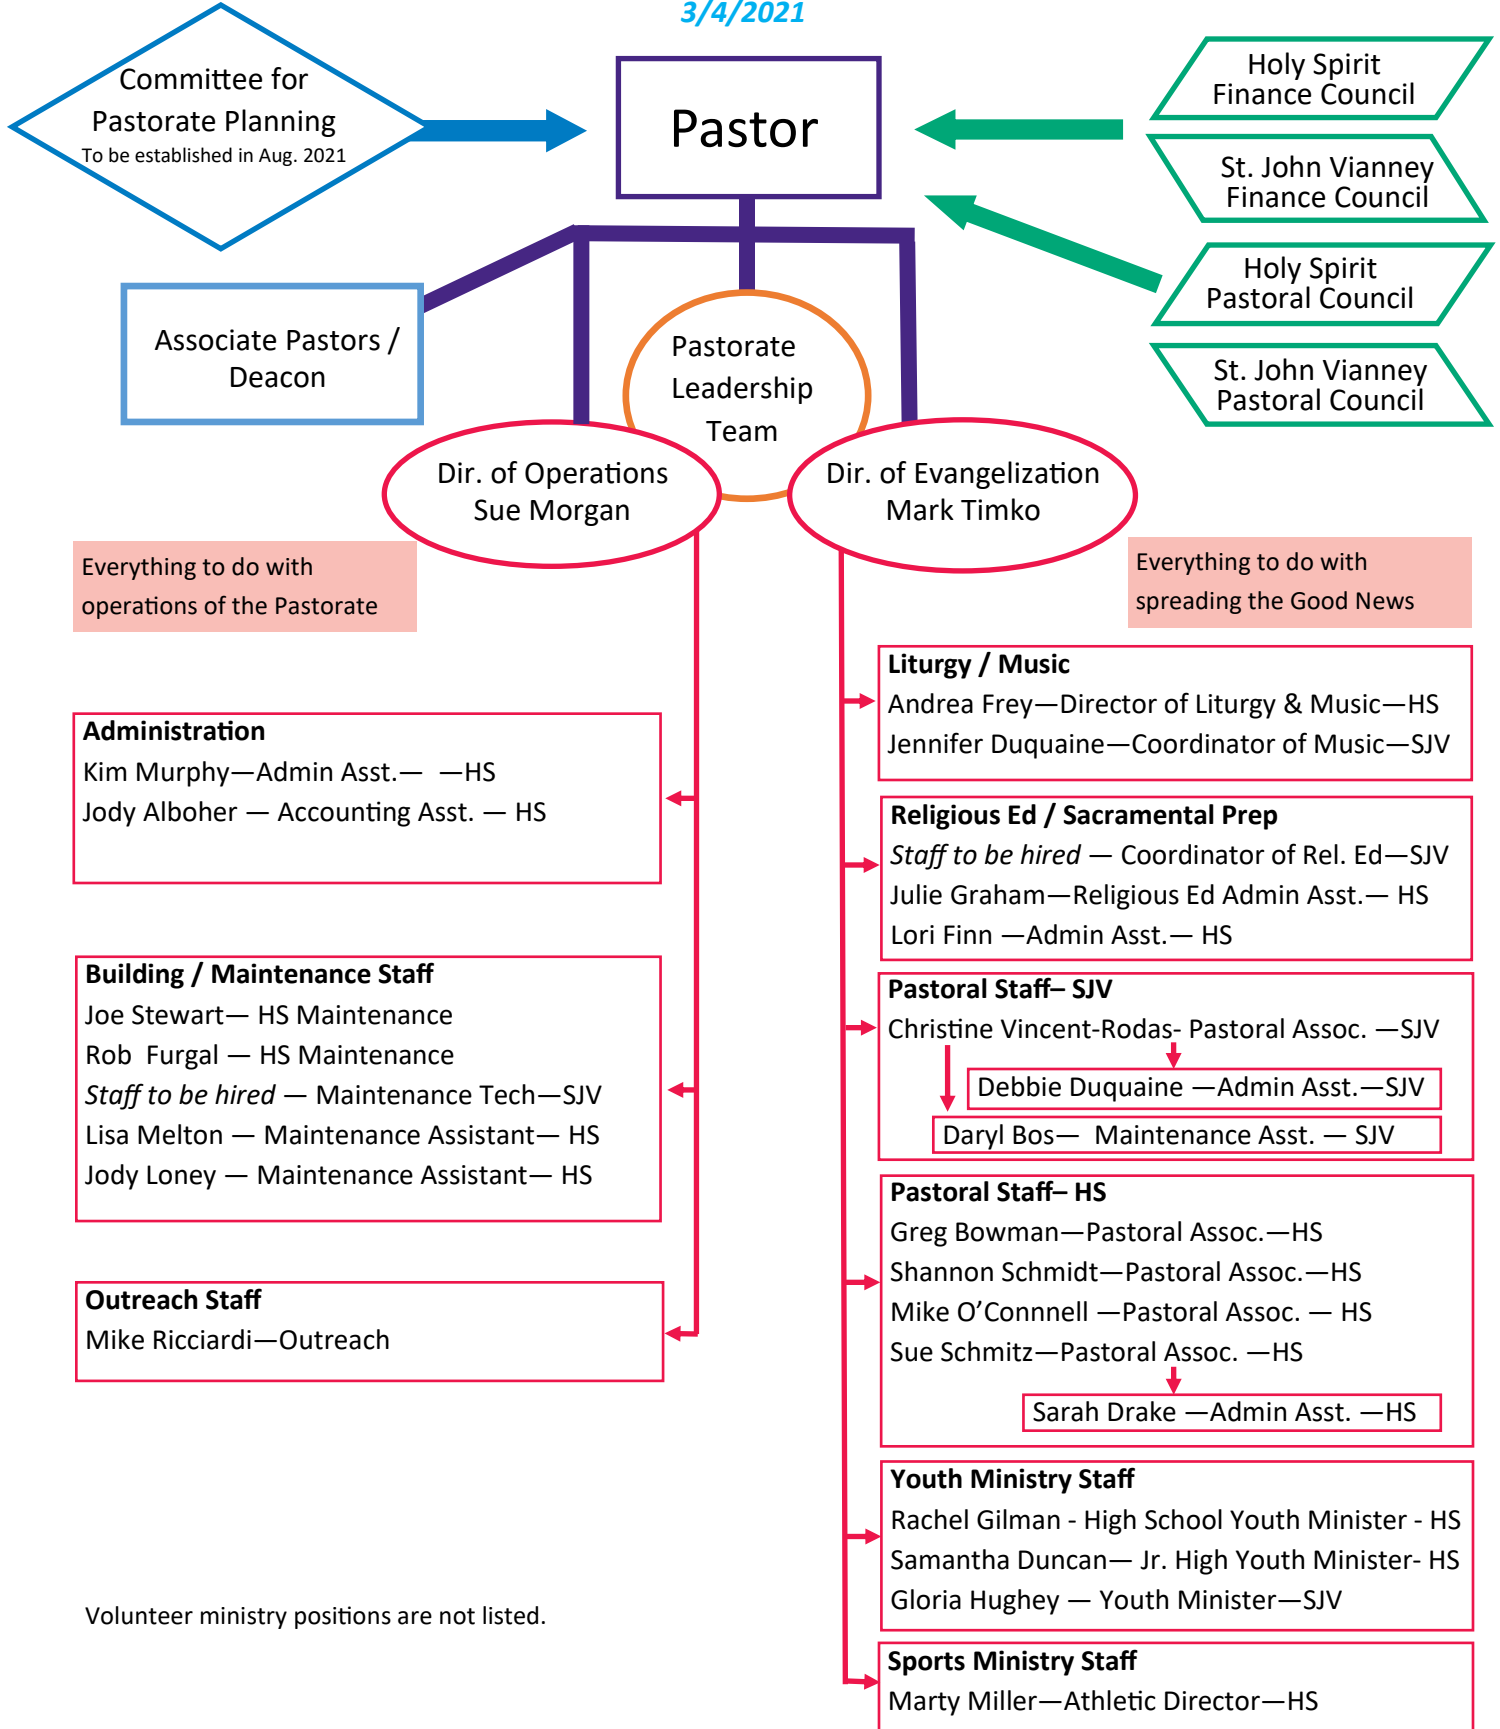 3/4/2021
Committee for
Pastorate Planning
To be established in Aug. 2021
Pastor
Holy Spirit
Finance Council
St. John Vianney
Finance Council
Holy Spirit
Pastoral Council
St. John Vianney
Pastoral Council
Associate Pastors /
Deacon
Pastorate
Leadership
Team
Dir. of Operations
Sue Morgan
Dir. of Evangelization
Mark Timko
Everything to do with
operations of the Pastorate
Everything to do with
spreading the Good News
Administration
Kim Murphy—Admin Asst.— —HS
Jody Alboher — Accounting Asst. — HS
Building / Maintenance Staff
Joe Stewart— HS Maintenance
Rob  Furgal — HS Maintenance
Staff to be hired — Maintenance Tech—SJV
Lisa Melton — Maintenance Assistant— HS
Jody Loney — Maintenance Assistant— HS
Outreach Staff
Mike Ricciardi—Outreach
Liturgy / Music
Andrea Frey—Director of Liturgy & Music—HS
Jennifer Duquaine—Coordinator of Music—SJV
Religious Ed / Sacramental Prep
Staff to be hired — Coordinator of Rel. Ed—SJV
Julie Graham—Religious Ed Admin Asst.— HS
Lori Finn —Admin Asst.— HS
Pastoral Staff– SJV
Christine Vincent-Rodas- Pastoral Assoc. —SJV
Debbie Duquaine —Admin Asst.—SJV
Daryl Bos— Maintenance Asst. — SJV
Pastoral Staff– HS
Greg Bowman—Pastoral Assoc.—HS
Shannon Schmidt—Pastoral Assoc.—HS
Mike O’Connnell —Pastoral Assoc. — HS
Sue Schmitz—Pastoral Assoc. —HS
Sarah Drake —Admin Asst. —HS
Youth Ministry Staff
Rachel Gilman - High School Youth Minister - HS
Samantha Duncan— Jr. High Youth Minister- HS
Gloria Hughey — Youth Minister—SJV
Sports Ministry Staff
Marty Miller—Athletic Director—HS
Volunteer ministry positions are not listed.